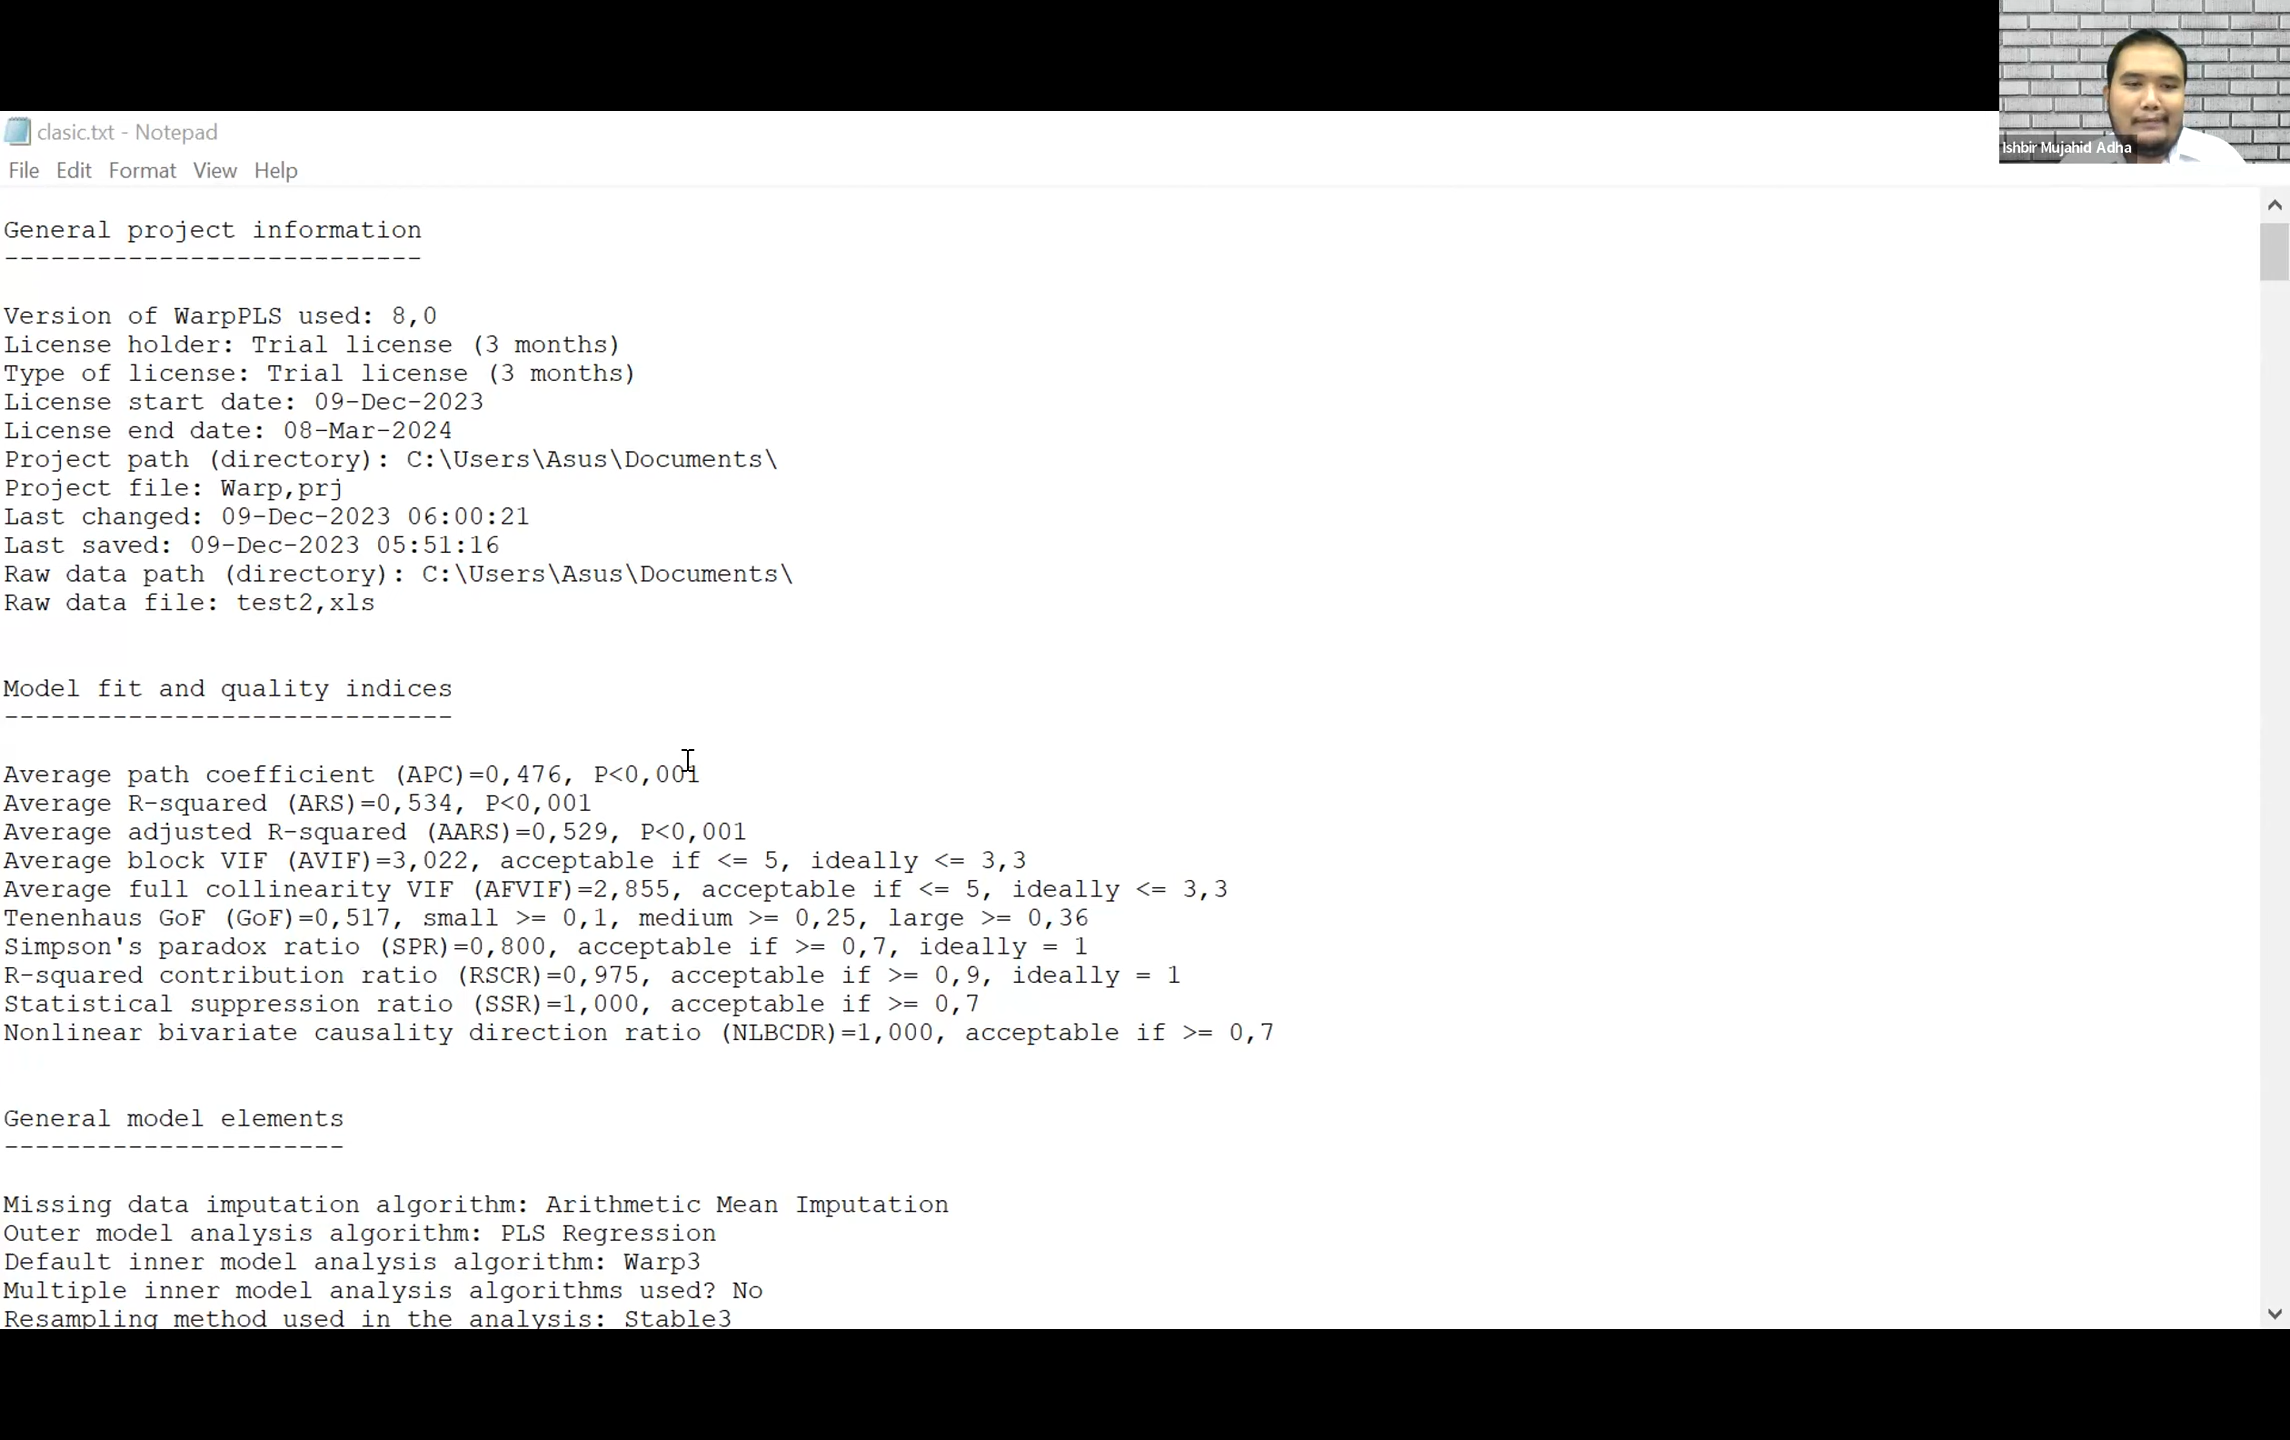 clasic.txt - Notepad
File Edit Format View Help
Ishbir Mujahid Adha
General project information
---------------------------
Version of WarpPLS used: 8,0
License holder: Trial license (3 months)
Type of license: Trial license (3 months)
License start date: 09-Dec-2023
License end date: 08-Mar-2024
Project path (directory): C:\Users\Asus\Documents\
Project file: Warp,prj
Last changed: 09-Dec-2023 06:00:21
Last saved: 09-Dec-2023 05:51:16
Raw data path (directory): C:\Users\Asus\Documents\
Raw data file: test2,xls
Model fit and quality indices
-----------------------------
Average path coefficient (APC)=0,476, P<0,001
Average R-squared (ARS)=0,534, P<0,001
Average adjusted R-squared (AARS)=0,529, P<0,001
Average block VIF (AVIF)=3,022, acceptable if <= 5, ideally <= 3,3
Average full collinearity VIF (AFVIF)=2,855, acceptable if <= 5, ideally <= 3,3
Tenenhaus GoF (GoF)=0,517, small >= 0,1, medium >= 0,25, large >= 0,36
Simpson's paradox ratio (SPR)=0,800, acceptable if >= 0,7, ideally = 1
R-squared contribution ratio (RSCR)=0,975, acceptable if >= 0,9, ideally = 1
Statistical suppression ratio (SSR)=1,000, acceptable if >= 0,7
Nonlinear bivariate causality direction ratio (NLBCDR)=1,000, acceptable if >= 0,7
General model elements
----------------------
Missing data imputation algorithm: Arithmetic Mean Imputation
Outer model analysis algorithm: PLS Regression
Default inner model analysis algorithm: Warp3
Multiple inner model analysis algorithms used? No
Resampling method used in the analysis: Stable3